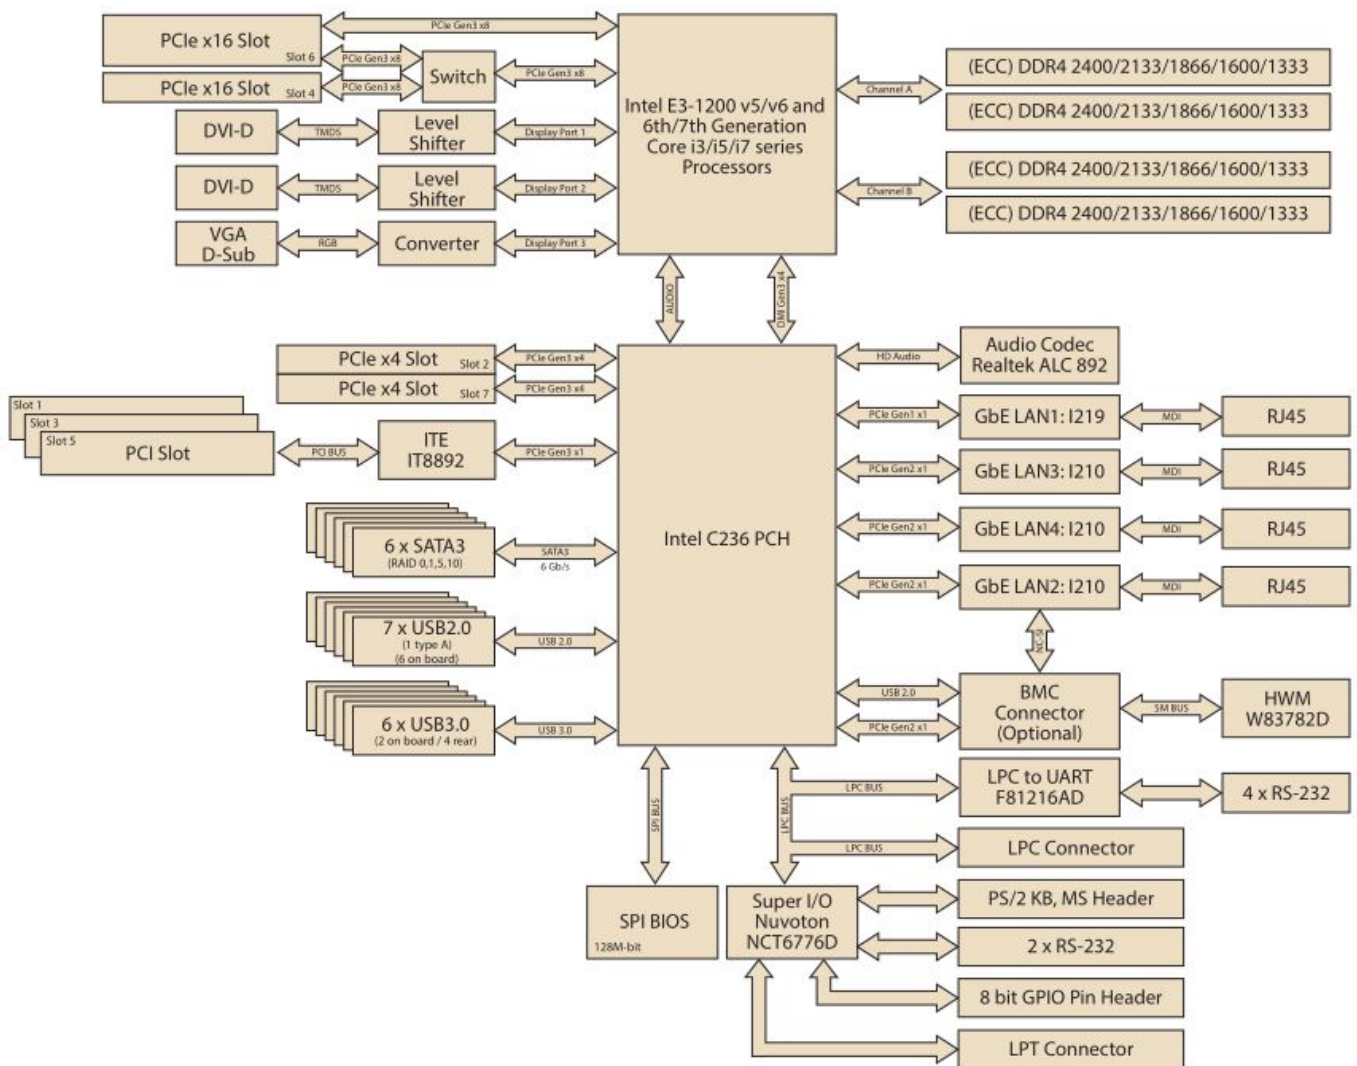 PCIe Gen3 x8
PCIe x16 Slot
Slot 6
PCIe Gen3 x8
Switch
PCIe Gen3 x8
PCIe x16 Slot
Slot 4
PCIe Gen3 x8
DVI-D
TMDS
Level
Shifter
Display Port 1
DVI-D
TMDS
Level
Shifter
Display Port 2
VGA
D-Sub
RGB
Converter
Display Port 3
Intel E3-1200 v5/v6 and
6th/7th Generation
Core i3/i5/i7 series
Processors
Channel A
(ECC) DDR4 2400/2133/1866/1600/1333
(ECC) DDR4 2400/2133/1866/1600/1333
Channel B
(ECC) DDR4 2400/2133/1866/1600/1333
(ECC) DDR4 2400/2133/1866/1600/1333
AUDIO
DMI Gen3 x4
PCIe x4 Slot
Slot 2
PCIe Gen3 x4
PCIe x4 Slot
Slot 7
PCIe Gen3 x4
Slot 1
Slot 3
Slot 5
PCI Slot
PCI BUS
ITE
IT8892
PCIe Gen3 x1
6 x SATA3
(RAID 0,1,5,10)
SATA3
6 Gb/s
7 x USB2.0
(1 type A)
(6 on board)
USB 2.0
6 x USB3.0
(2 on board / 4 rear)
USB 3.0
Intel C236 PCH
HD Audio
Audio Codec
Realtek ALC 892
PCIe Gen1 x1
GbE LAN1: I219
MDI
RJ45
PCIe Gen2 x1
GbE LAN3: I210
MDI
RJ45
PCIe Gen2 x1
GbE LAN4: I210
MDI
RJ45
PCIe Gen2 x1
GbE LAN2: I210
MDI
RJ45
NC-SI
USB 2.0
PCIe Gen2 x1
BMC
Connector
(Optional)
SM BUS
HWM
W83782D
SPI BUS
LPC BUS
LPC BUS
LPC to UART
F81216AD
4 x RS-232
LPC BUS
LPC Connector
SPI BIOS
128M-bit
Super I/O
Nuvoton
NCT6776D
PS/2 KB, MS Header
2 x RS-232
8 bit GPIO Pin Header
LPT Connector